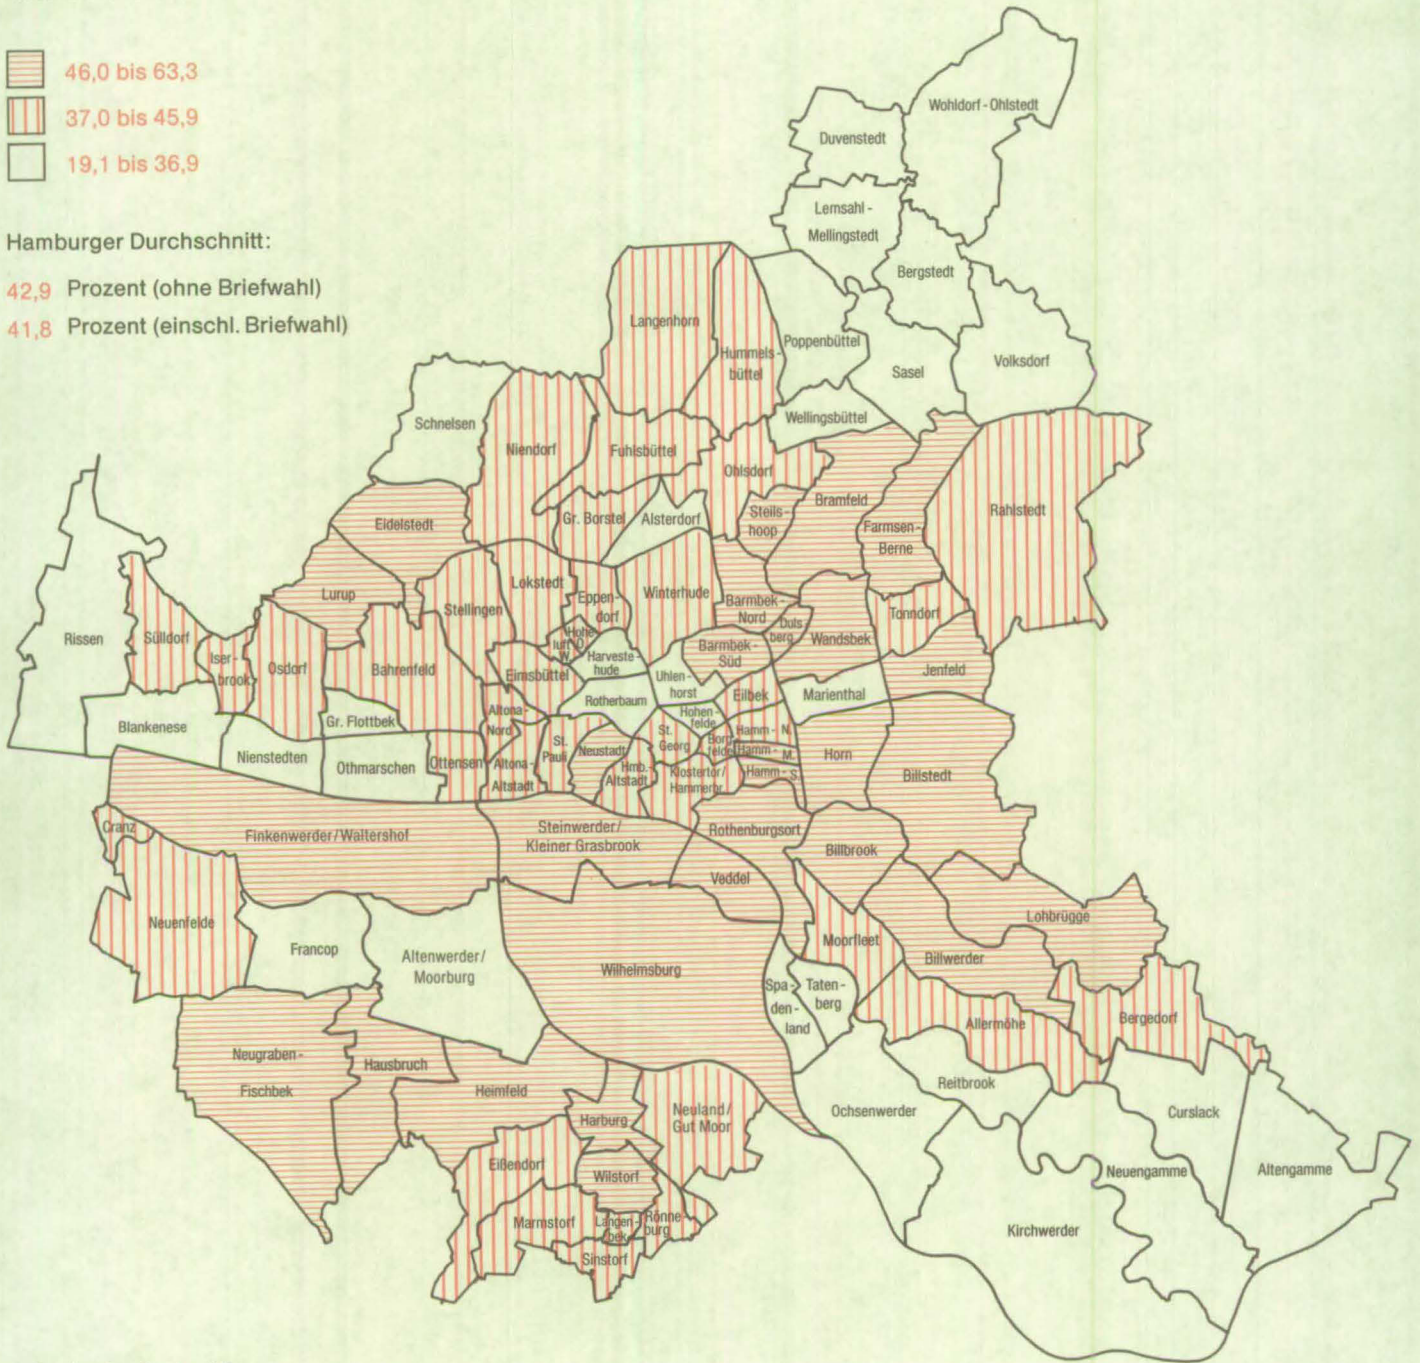 46,0 bis 63,3
37,0 bis 45,9
19,1 bis 36,9
Hamburger Durchschnitt:
42,9 Prozent (ohne Briefwahl)
41,8 Prozent (einschl. Briefwahl)
Wohldorf-Ohlstedt
Duvenstedt
Lemsahl-
Mellingstedt
Bergstedt
Langenhorn
Hummels-
büttel
Poppenbüttel
Sasel
Volksdorf
Wellingsbüttel
Schnelsen
Niendorf
Fuhlsbüttel
Ohlsdorf
Bramfeld
Rahlstedt
Eidelstedt
Gr. Borstel
Alsterdorf
Steils-
hoop
Farmsen-
Berne
Lurup
Stellingen
Lokstedt
Eppen-
dorf
Winterhude
Barmbek-
Nord
Duls
berg
Wandsbek
Tonndorf
Rissen
Sülldorf
Iser-
brook
Osdorf
Bahrenfeld
Hohe
luft
O.
W.
Eimsbüttel
Harveste-
hude
Barmbek-
Süd
Jenfeld
Uhlen-
horst
Rotherbaum
Eilbek
Marienthal
Blankenese
Gr. Flottbek
Nienstedten
Othmarschen
Ottensen
Altona-
Nord
Altona-
Altstadt
St.
Pauli
Neustadt
Hmb.-
Altstadt
St.
Georg
Hohen-
felde
Borg
felde
Hamm- N.
Hamm- M.
Hamm- S.
Klostertor/
Hammerbr.
Horn
Billstedt
Cranz
Finkenwerder/Waltershof
Steinwerder/
Kleiner Grasbrook
Rothenburgsort
Billbrook
Veddel
Neuenfelde
Francop
Altenwerder/
Moorburg
Wilhelmsburg
Moorfleet
Lohbrügge
Billwerder
Spa-
den-
land
Taten-
berg
Allermöhe
Bergedorf
Neugraben-
Fischbek
Hausbruch
Heimfeld
Harburg
Neuland/
Gut Moor
Ochsenwerder
Reitbrook
Curslack
Neuengamme
Altengamme
Eißendorf
Wilstorf
Marmstorf
Langen-
bek
Rönne
burg
Sinstorf
Kirchwerder